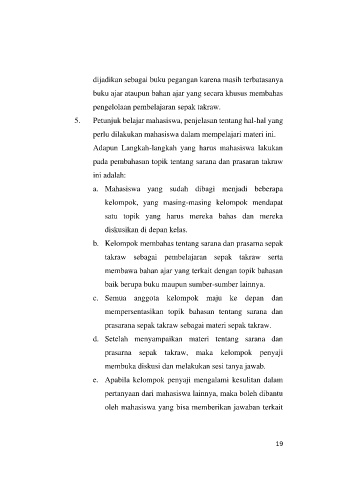 dijadikan sebagai buku pegangan karena masih terbatasanya
buku ajar ataupun bahan ajar yang secara khusus membahas
pengelolaan pembelajaran sepak takraw.
5. Petunjuk belajar mahasiswa, penjelasan tentang hal-hal yang
perlu dilakukan mahasiswa dalam mempelajari materi ini.
Adapun Langkah-langkah yang harus mahasiswa lakukan
pada pembahasan topik tentang sarana dan prasaran takraw
ini adalah:
a. Mahasiswa yang sudah dibagi menjadi beberapa
kelompok, yang masing-masing kelompok mendapat
satu topik yang harus mereka bahas dan mereka
diskusikan di depan kelas.
b. Kelompok membahas tentang sarana dan prasarna sepak
takraw sebagai pembelajaran sepak takraw serta
membawa bahan ajar yang terkait dengan topik bahasan
baik berupa buku maupun sumber-sumber lainnya.
c. Semua anggota kelompok maju ke depan dan
mempersentasikan topik bahasan tentang sarana dan
prasarana sepak takraw sebagai materi sepak takraw.
d. Setelah menyampaikan materi tentang sarana dan
prasarna sepak takraw, maka kelompok penyaji
membuka diskusi dan melakukan sesi tanya jawab.
e. Apabila kelompok penyaji mengalami kesulitan dalam
pertanyaan dari mahasiswa lainnya, maka boleh dibantu
oleh mahasiswa yang bisa memberikan jawaban terkait
19